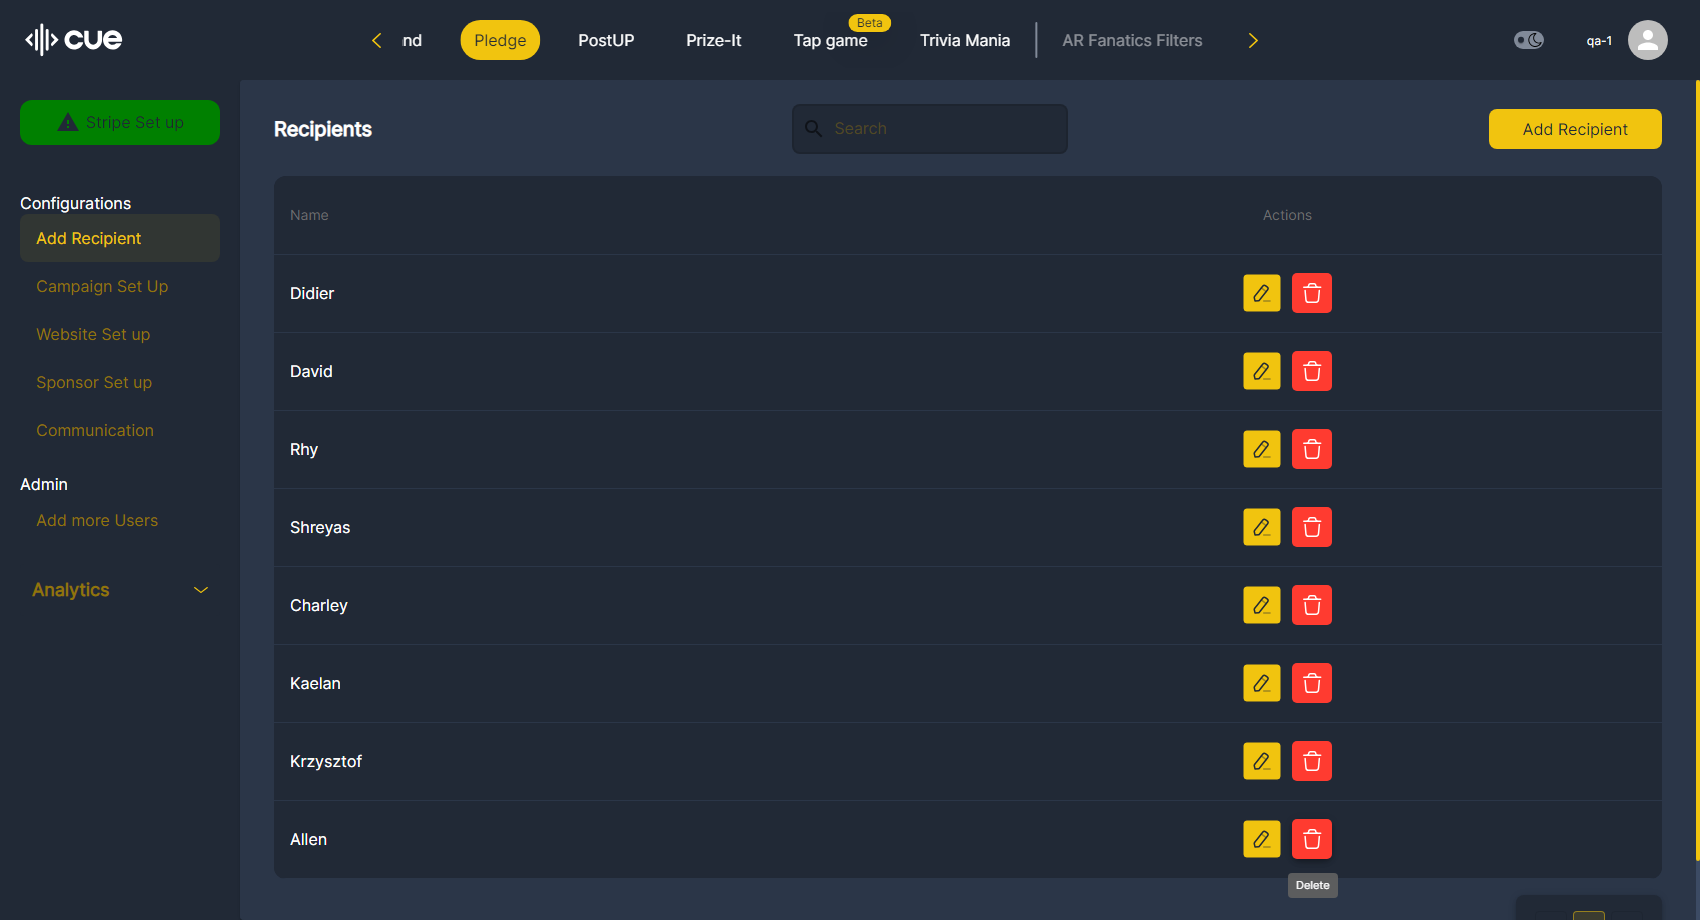 cue
nd
Pledge
PostUP
Prize-It
Tap game
Beta
Trivia Mania
AR Fanatics Filters
qa-1
Stripe Set up
Configurations
Add Recipient
Campaign Set Up
Website Set up
Sponsor Set up
Communication
Admin
Add more Users
Analytics
Recipients
Search
Add Recipient
Name
Actions
Didier
David
Rhy
Shreyas
Charley
Kaelan
Krzysztof
Allen
Delete